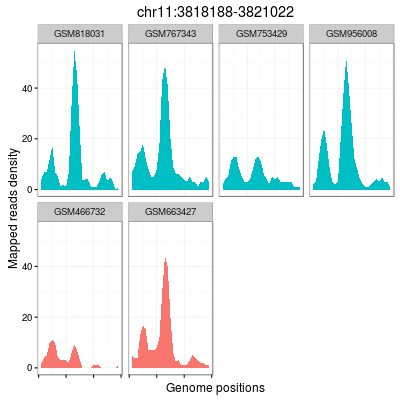 chr11:3818188-3821022
GSM818031 GSM767343 GSM753429 GSM956008
40
20
0
GSM466732 GSM663427
40
20
0
Mapped reads density
Genome positions